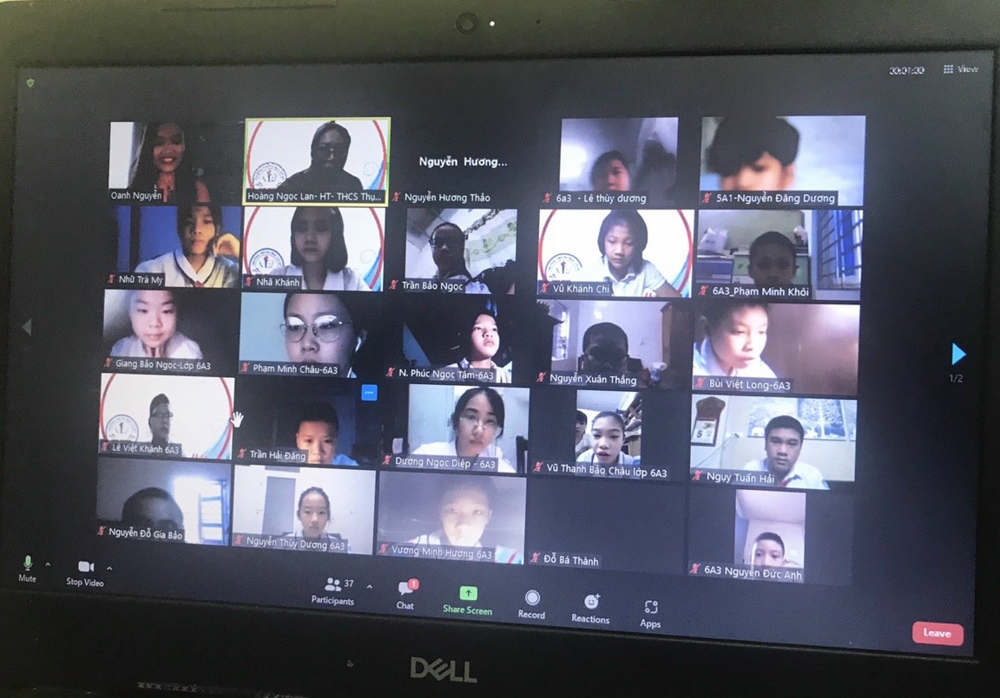 00:01:00
View
Oanh Nguyễn
Hoàng Ngọc Lan- HT- THCS Thụ...
Nguyễn Hương...
Nguyễn Hương Thảo
6a3 - Lê thùy dương
5A1-Nguyễn Đăng Dương
Nhữ Trà My
Nhã Khánh
Trần Bảo Ngọc
Vũ Khánh Chi
6A3_Phạm Minh Khôi
Giang Bảo Ngọc-Lớp 6A3
Phạm Minh Châu-6A3
N. Phúc Ngọc Tâm-6A3
Nguyễn Xuân Thắng
Bùi Việt Long-6A3
1/2
Lê Việt Khánh 6A3
Trần Hải Đăng
Dương Ngọc Diệp - 6A3
Vũ Thanh Bảo Châu lớp 6A3
5
Ngụy Tuấn Hải
Nguyễn Đỗ Gia Bảo
Nguyễn Thùy Dương 6A3
Vương Minh Hương 6A3
Đỗ Bá Thành
6A3 Nguyễn Đức Anh
Mute
Stop Video
37
Participants
1
Chat
Share Screen
Record
Reactions
Apps
Leave
DELL